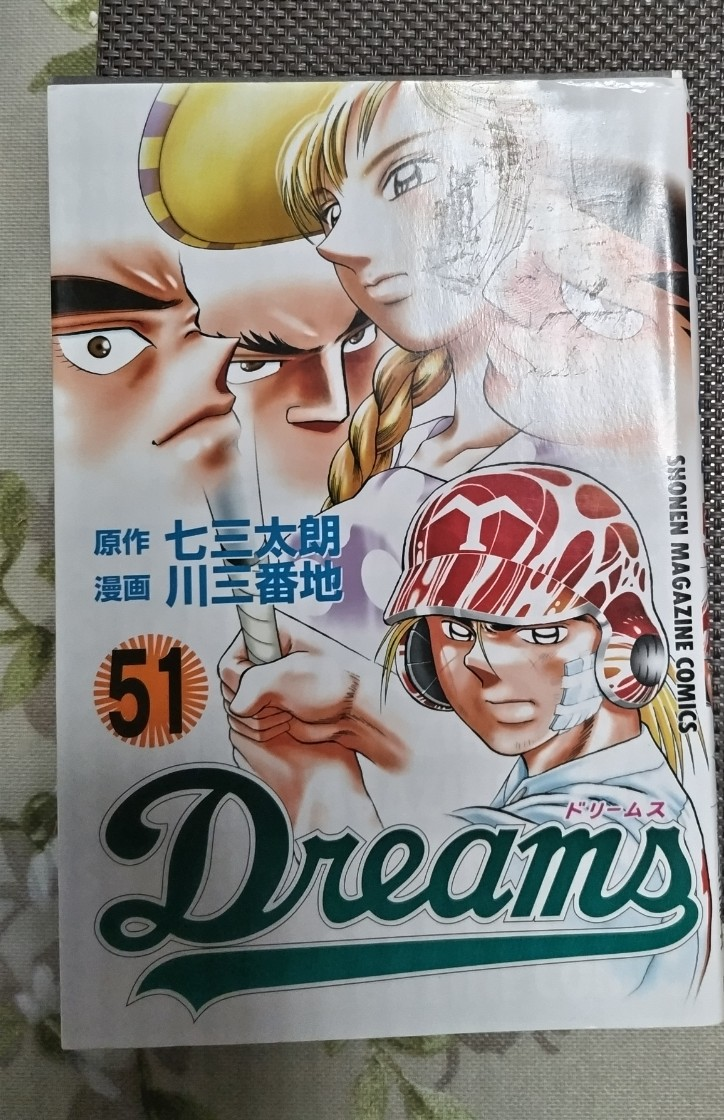 原作 七三太朗
漫画 川三番地
51
SHONEN MAGAZINE COMICS
ドリームス
Dreams